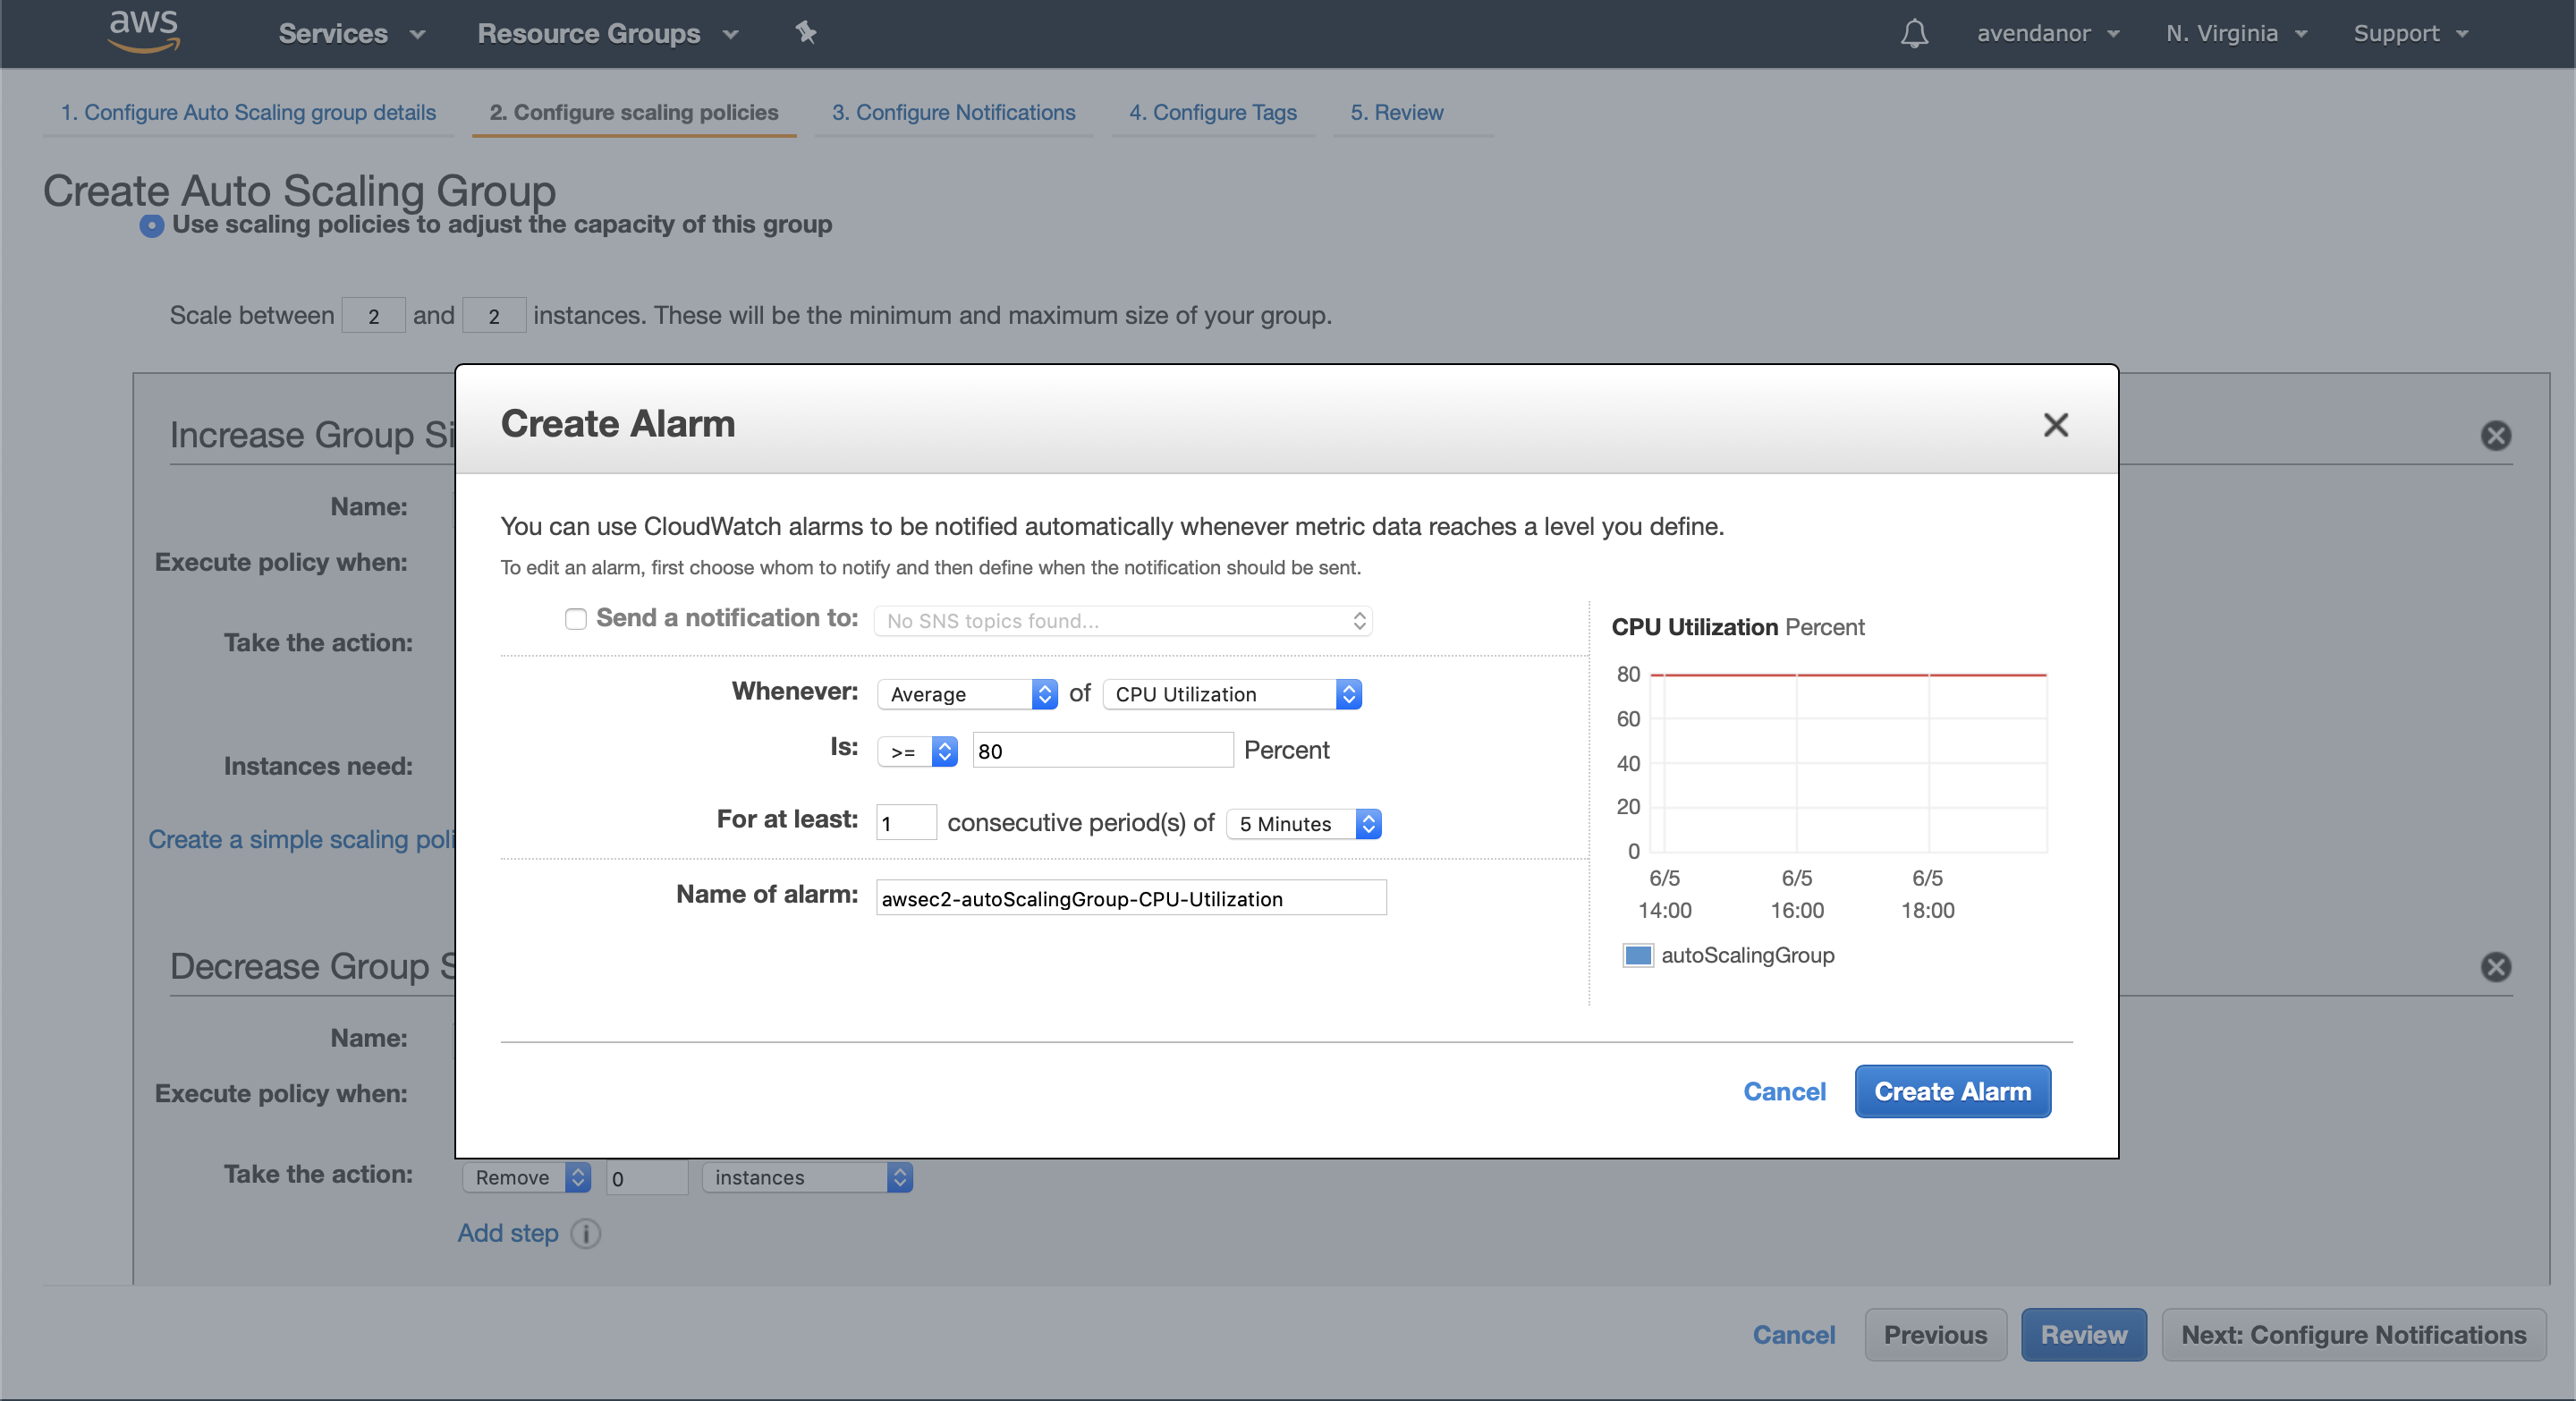 aws Services Resource Groups avendanor N. Virginia Support
1. Configure Auto Scaling group details 2. Configure scaling policies 3. Configure Notifications 4. Configure Tags 5. Review
Create Auto Scaling Group
Use scaling policies to adjust the capacity of this group
Scale between 2 and 2 instances. These will be the minimum and maximum size of your group.
Increase Group Si
Name:
Execute policy when:
Take the action:
Instances need:
Create a simple scaling poli
Create Alarm
You can use CloudWatch alarms to be notified automatically whenever metric data reaches a level you define.
To edit an alarm, first choose whom to notify and then define when the notification should be sent.
Send a notification to: No SNS topics found...
Whenever: Average of CPU Utilization
Is: >= 80 Percent
For at least: 1 consecutive period(s) of 5 Minutes
Name of alarm: awsec2-autoScalingGroup-CPU-Utilization
CPU Utilization Percent
80
60
40
20
0
6/5 6/5 6/5
14:00 16:00 18:00
autoScalingGroup
Cancel Create Alarm
Decrease Group S
Name:
Execute policy when:
Take the action: Remove 0 instances
Add step i
Cancel Previous Review Next: Configure Notifications